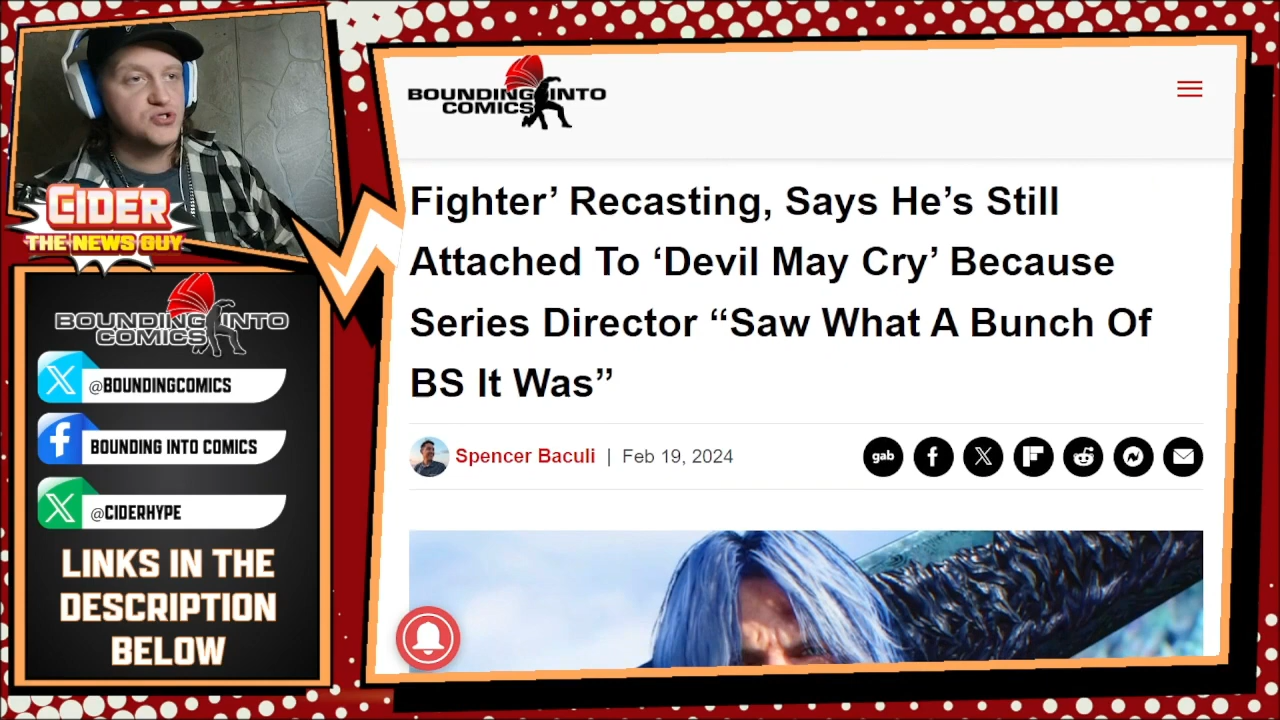 CIDER
THE NEWS GUY
BOUNDING INTO
COMICS
@BOUNDINGCOMICS
BOUNDING INTO COMICS
@CIDERHYPE
LINKS IN THE
DESCRIPTION
BELOW
BOUNDING INTO
COMICS
Fighter’ Recasting, Says He’s Still
Attached To ‘Devil May Cry’ Because
Series Director “Saw What A Bunch Of
BS It Was”
Spencer Baculi | Feb 19, 2024
gab